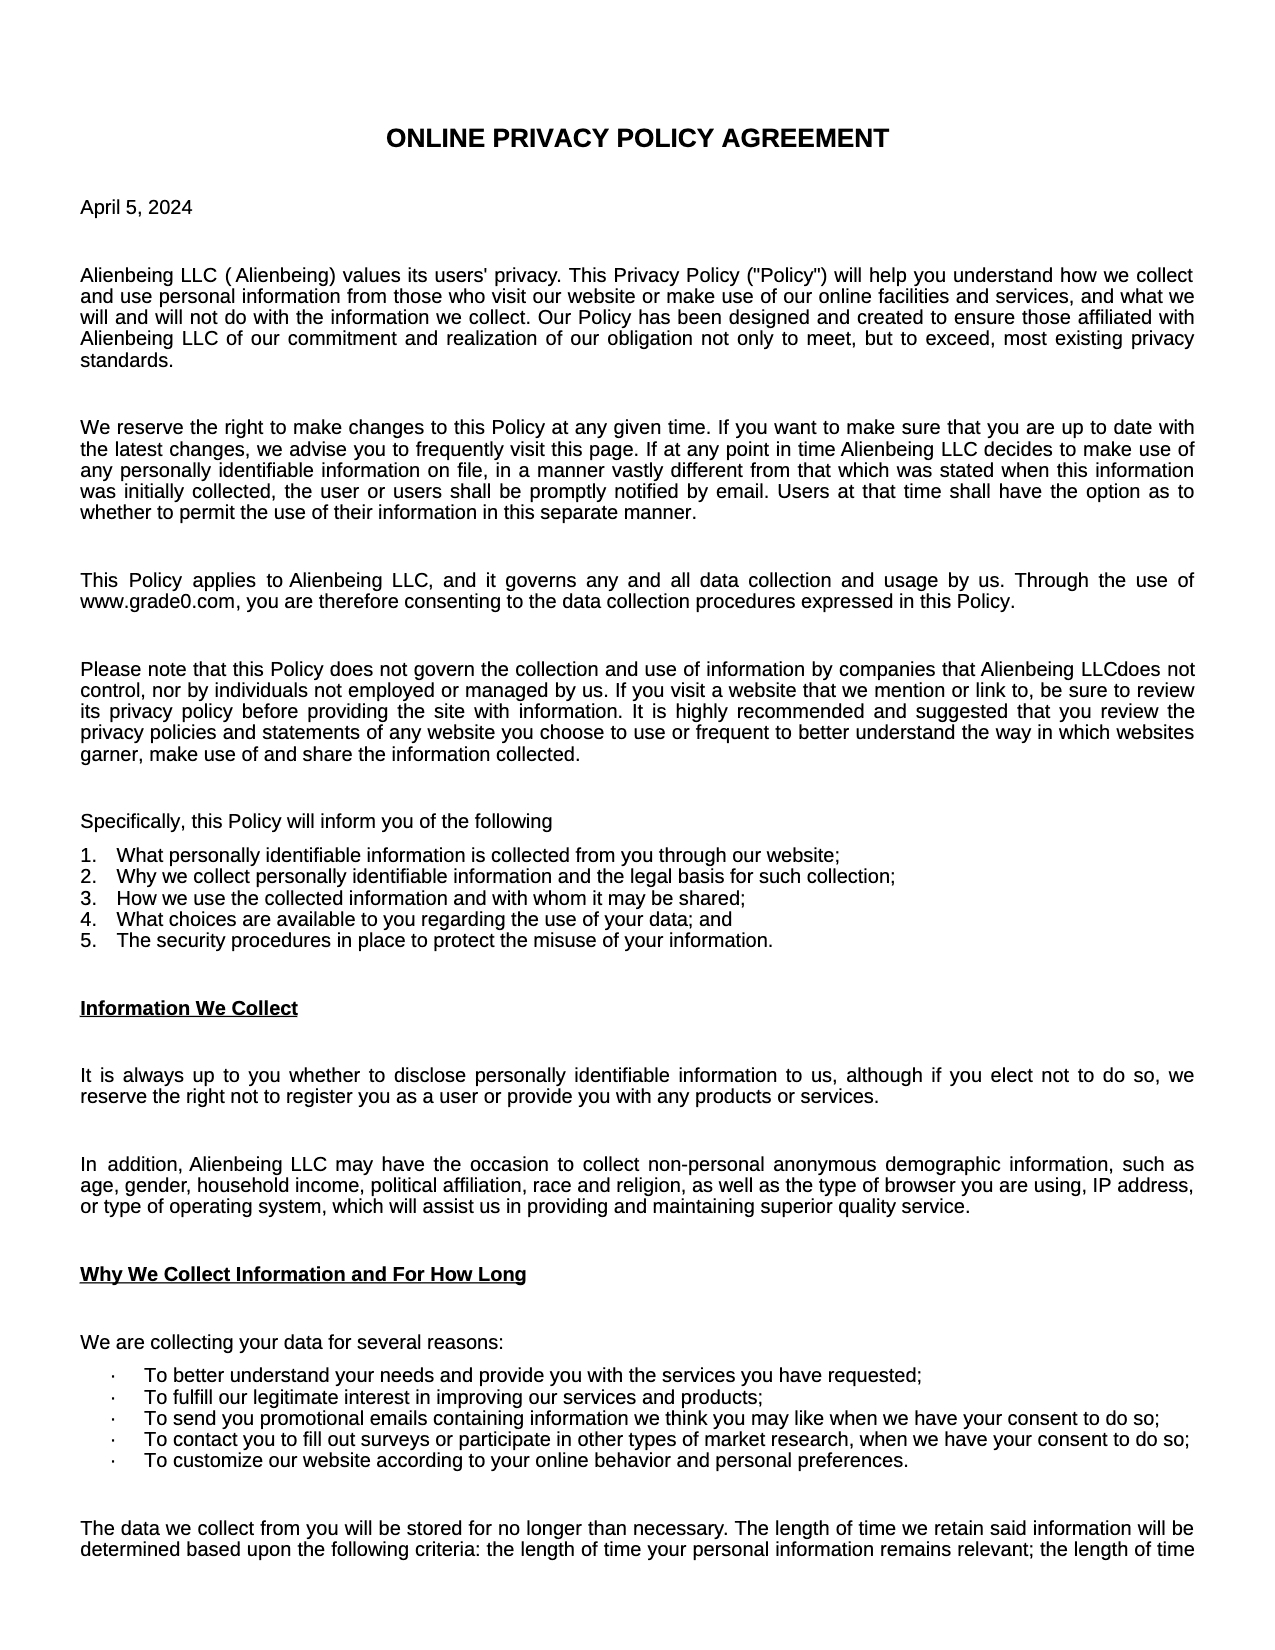 ONLINE PRIVACY POLICY AGREEMENT
April 5, 2024
Alienbeing LLC ( Alienbeing) values its users' privacy. This Privacy Policy ("Policy") will help you understand how we collect
and use personal information from those who visit our website or make use of our online facilities and services, and what we
will and will not do with the information we collect. Our Policy has been designed and created to ensure those affiliated with
Alienbeing LLC of our commitment and realization of our obligation not only to meet, but to exceed, most existing privacy
standards.
We reserve the right to make changes to this Policy at any given time. If you want to make sure that you are up to date with
the latest changes, we advise you to frequently visit this page. If at any point in time Alienbeing LLC decides to make use of
any personally identifiable information on file, in a manner vastly different from that which was stated when this information
was initially collected, the user or users shall be promptly notified by email. Users at that time shall have the option as to
whether to permit the use of their information in this separate manner.
This Policy applies to Alienbeing LLC, and it governs any and all data collection and usage by us. Through the use of
www.grade0.com, you are therefore consenting to the data collection procedures expressed in this Policy.
Please note that this Policy does not govern the collection and use of information by companies that Alienbeing LLCdoes not
control, nor by individuals not employed or managed by us. If you visit a website that we mention or link to, be sure to review
its privacy policy before providing the site with information. It is highly recommended and suggested that you review the
privacy policies and statements of any website you choose to use or frequent to better understand the way in which websites
garner, make use of and share the information collected.
Specifically, this Policy will inform you of the following
1. What personally identifiable information is collected from you through our website;
2. Why we collect personally identifiable information and the legal basis for such collection;
3. How we use the collected information and with whom it may be shared;
4. What choices are available to you regarding the use of your data; and
5. The security procedures in place to protect the misuse of your information.
Information We Collect
It is always up to you whether to disclose personally identifiable information to us, although if you elect not to do so, we
reserve the right not to register you as a user or provide you with any products or services.
In addition, Alienbeing LLC may have the occasion to collect non-personal anonymous demographic information, such as
age, gender, household income, political affiliation, race and religion, as well as the type of browser you are using, IP address,
or type of operating system, which will assist us in providing and maintaining superior quality service.
Why We Collect Information and For How Long
We are collecting your data for several reasons:
· To better understand your needs and provide you with the services you have requested;
· To fulfill our legitimate interest in improving our services and products;
· To send you promotional emails containing information we think you may like when we have your consent to do so;
· To contact you to fill out surveys or participate in other types of market research, when we have your consent to do so;
· To customize our website according to your online behavior and personal preferences.
The data we collect from you will be stored for no longer than necessary. The length of time we retain said information will be
determined based upon the following criteria: the length of time your personal information remains relevant; the length of time